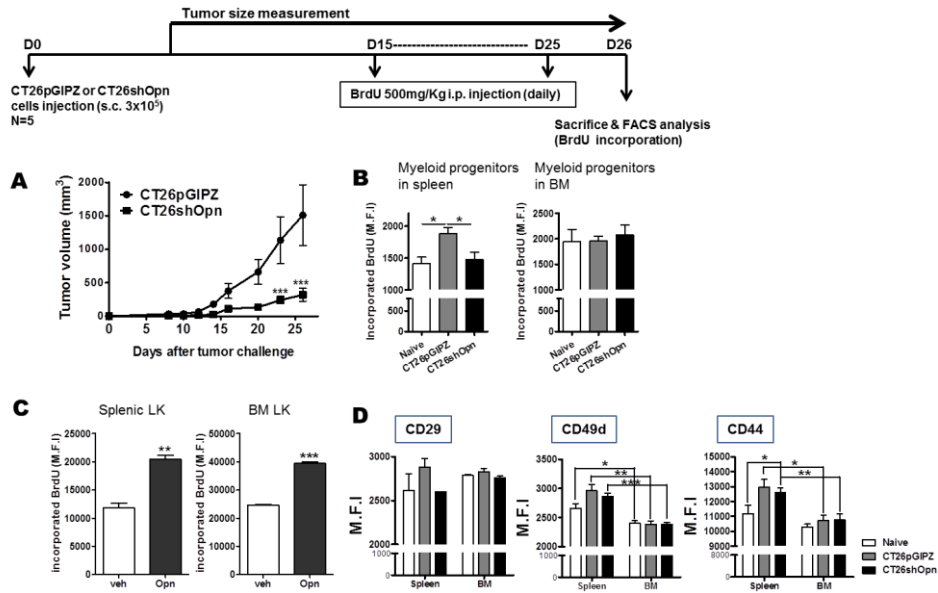 Tumor size measurement
D0
D15
D25
D26
CT26pGIPZ or CT26shOpn
cells injection (s.c. 3x10⁵)
N=5
BrdU 500mg/Kg i.p. injection (daily)
Sacrifice & FACS analysis
(BrdU incorporation)
A
Tumor volume (mm³)
2000
1500
1000
500
0
CT26pGIPZ
CT26shOpn
***
***
0 5 10 15 20 25
Days after tumor challenge
B
Myeloid progenitors
in spleen
Incorporated BrdU (M.F.I)
2000
1500
1000
500
0
* *
Naive CT26pGIPZ CT26shOpn
Myeloid progenitors
in BM
Incorporated BrdU (M.F.I)
2500
2000
1500
1000
500
0
Naive CT26pGIPZ CT26shOpn
C
Splenic LK
incorporated BrdU (M.F.I)
25000
20000
15000
10000
5000
0
**
veh Opn
BM LK
incorporated BrdU (M.F.I)
50000
40000
30000
20000
10000
0
***
veh Opn
D
CD29
M.F.I
3000
2500
2000
1000
0
Spleen BM
CD49d
M.F.I
3500
3000
2500
2000
1000
0
*
**
***
Spleen BM
CD44
M.F.I
15000
14000
13000
12000
11000
10000
9000
8000
0
* *
**
Spleen BM
Naive
CT26pGIPZ
CT26shOpn